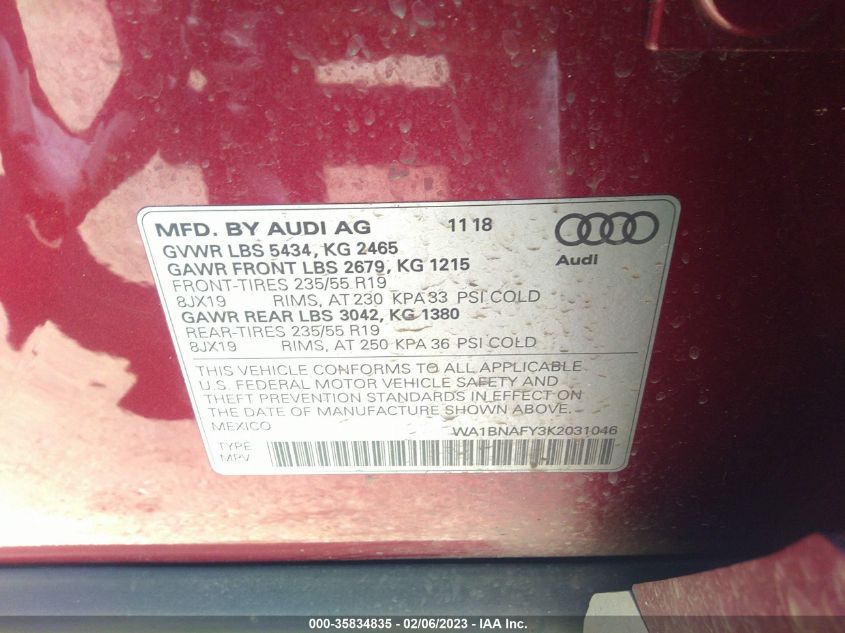 MFD. BY AUDI AG 11 18
Audi
GVWR LBS 5434, KG 2465
GAWR FRONT LBS 2679, KG 1215
FRONT-TIRES 235/55 R19
8JX19 RIMS, AT 230 KPA 33 PSI COLD
GAWR REAR LBS 3042, KG 1380
REAR-TIRES 235/55 R19
8JX19 RIMS, AT 250 KPA 36 PSI COLD
THIS VEHICLE CONFORMS TO ALL APPLICABLE
U.S. FEDERAL MOTOR VEHICLE SAFETY AND
THEFT PREVENTION STANDARDS IN EFFECT ON
THE DATE OF MANUFACTURE SHOWN ABOVE.
MEXICO WA1BNAFY3K2031046
TYPE
MPV
000-35834835 - 02/06/2023 - IAA Inc.